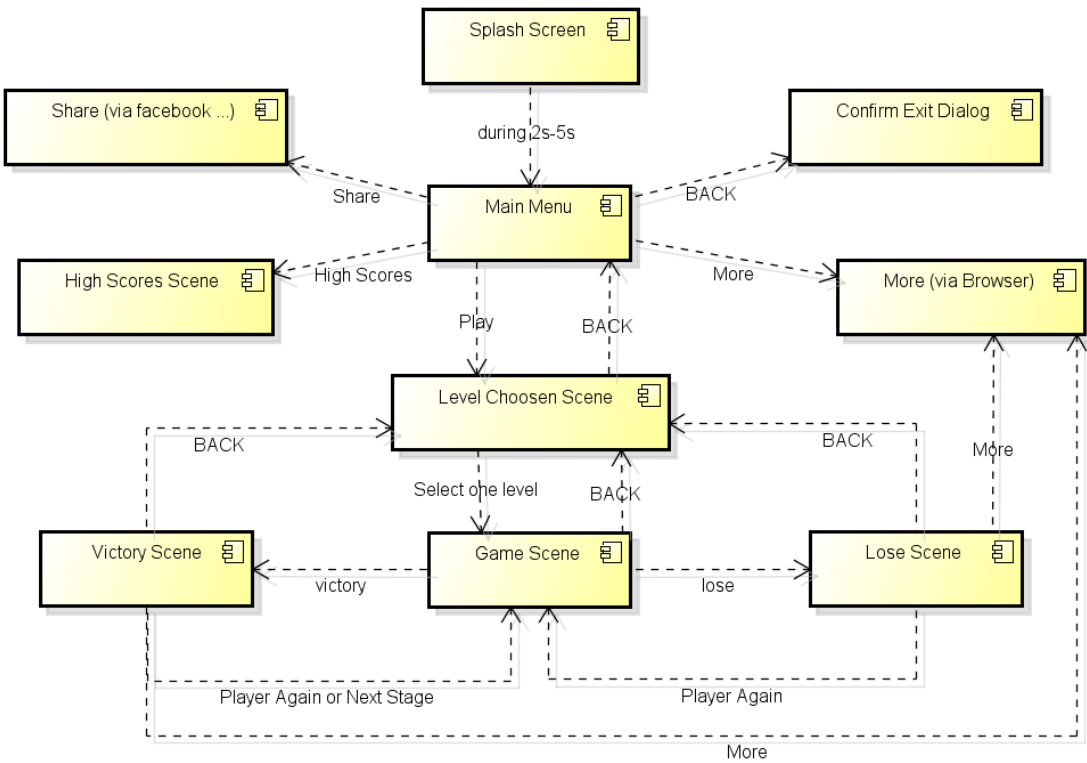 Splash Screen
Share (via facebook ...)
Confirm Exit Dialog
during 2s-5s
Share
Main Menu
BACK
High Scores Scene
High Scores
More
More (via Browser)
Play
BACK
Level Choosen Scene
BACK
BACK
More
Select one level
BACK
Victory Scene
Game Scene
Lose Scene
victory
lose
Player Again or Next Stage
Player Again
More